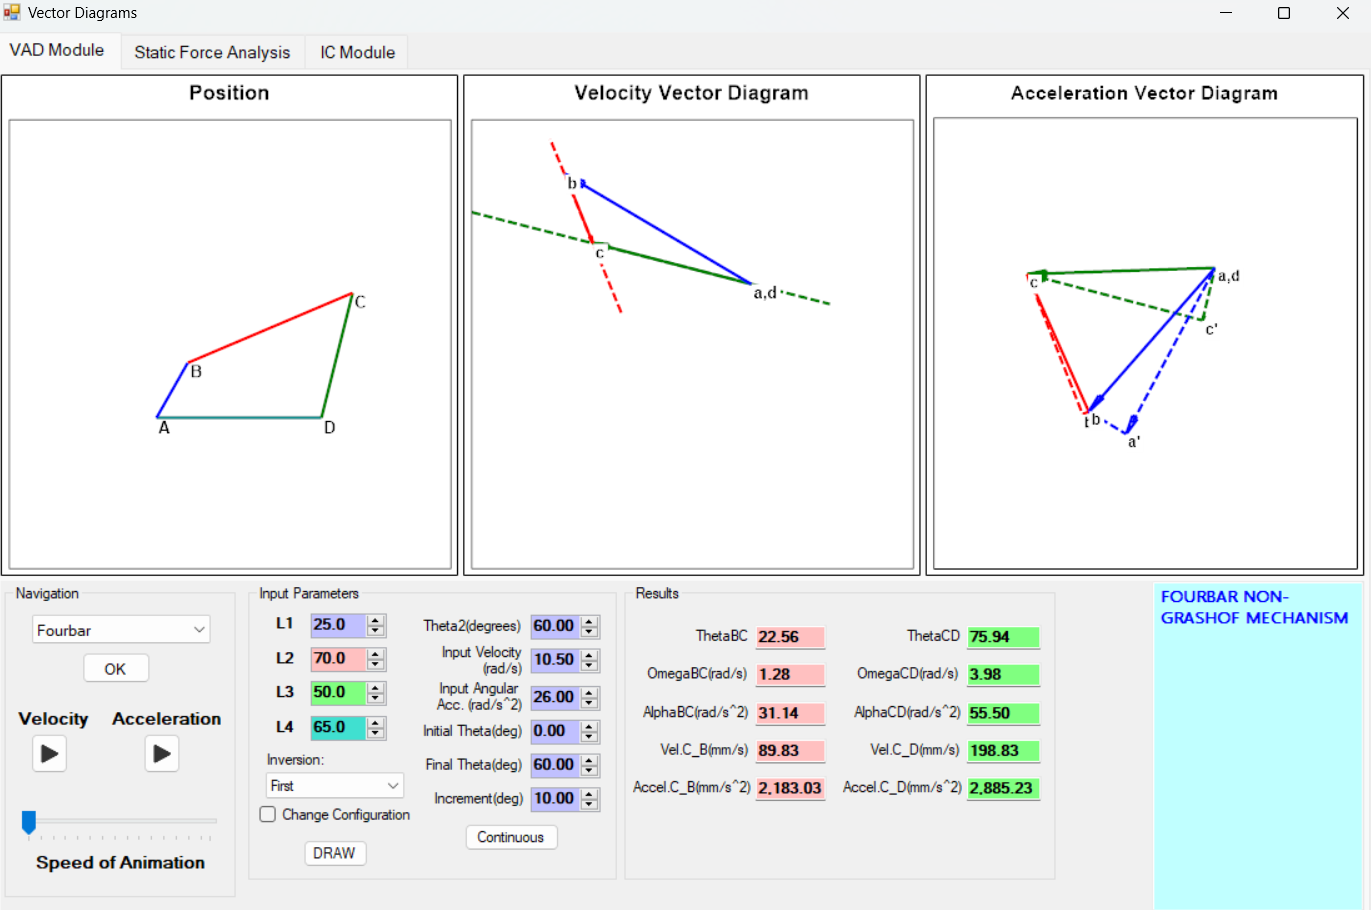 Vector Diagrams
VAD Module
Static Force Analysis
IC Module
Position
C
B
A
D
Velocity Vector Diagram
b
c
a,d
Acceleration Vector Diagram
a,d
c
c'
b
a'
Navigation
Fourbar
OK
Velocity
Acceleration
Speed of Animation
Input Parameters
L1 25.0
L2 70.0
L3 50.0
L4 65.0
Inversion:
First
Change Configuration
DRAW
Theta2(degrees) 60.00
Input Velocity
(rad/s) 10.50
Input Angular
Acc. (rad/s^2) 26.00
Initial Theta(deg) 0.00
Final Theta(deg) 60.00
Increment(deg) 10.00
Continuous
Results
ThetaBC 22.56 ThetaCD 75.94
OmegaBC(rad/s) 1.28 OmegaCD(rad/s) 3.98
AlphaBC(rad/s^2) 31.14 AlphaCD(rad/s^2) 55.50
Vel.C_B(mm/s) 89.83 Vel.C_D(mm/s) 198.83
Accel.C_B(mm/s^2) 2,183.03 Accel.C_D(mm/s^2) 2,885.23
FOURBAR NON-
GRASHOF MECHANISM